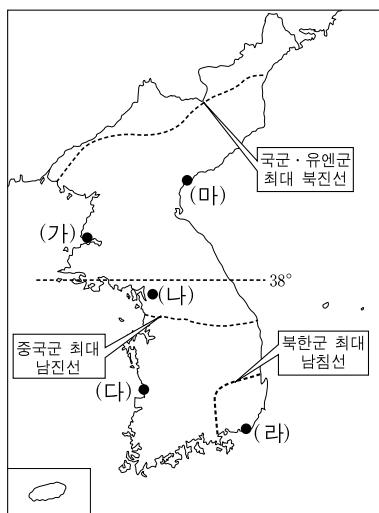 국군·유엔군
최대 북진선
(마)
(가)
38°
(나)
중국군 최대
남진선
북한군 최대
남침선
(다)
(라)